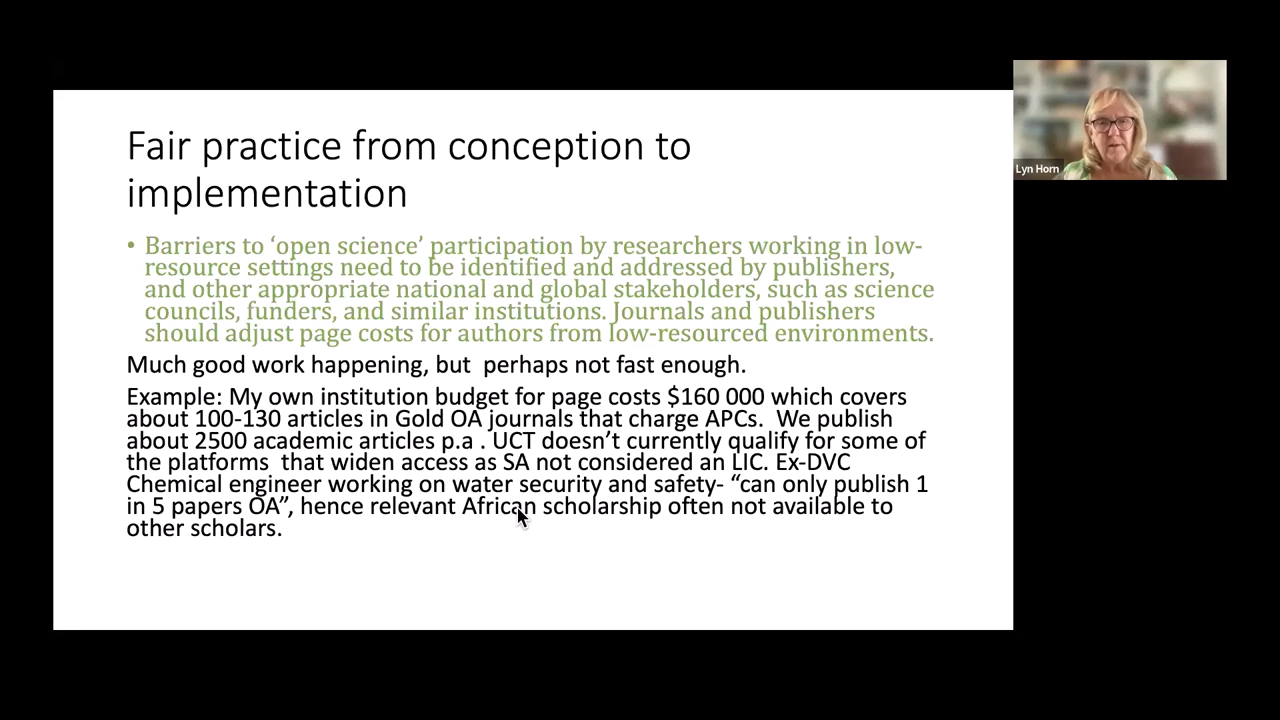 Fair practice from conception to
implementation
• Barriers to ‘open science’ participation by researchers working in low-
resource settings need to be identified and addressed by publishers,
and other appropriate national and global stakeholders, such as science
councils, funders, and similar institutions. Journals and publishers
should adjust page costs for authors from low-resourced environments.
Much good work happening, but  perhaps not fast enough.
Example: My own institution budget for page costs $160 000 which covers
about 100-130 articles in Gold OA journals that charge APCs.  We publish
about 2500 academic articles p.a . UCT doesn’t currently qualify for some of
the platforms  that widen access as SA not considered an LIC. Ex-DVC
Chemical engineer working on water security and safety- “can only publish 1
in 5 papers OA”, hence relevant African scholarship often not available to
other scholars.
Lyn Horn